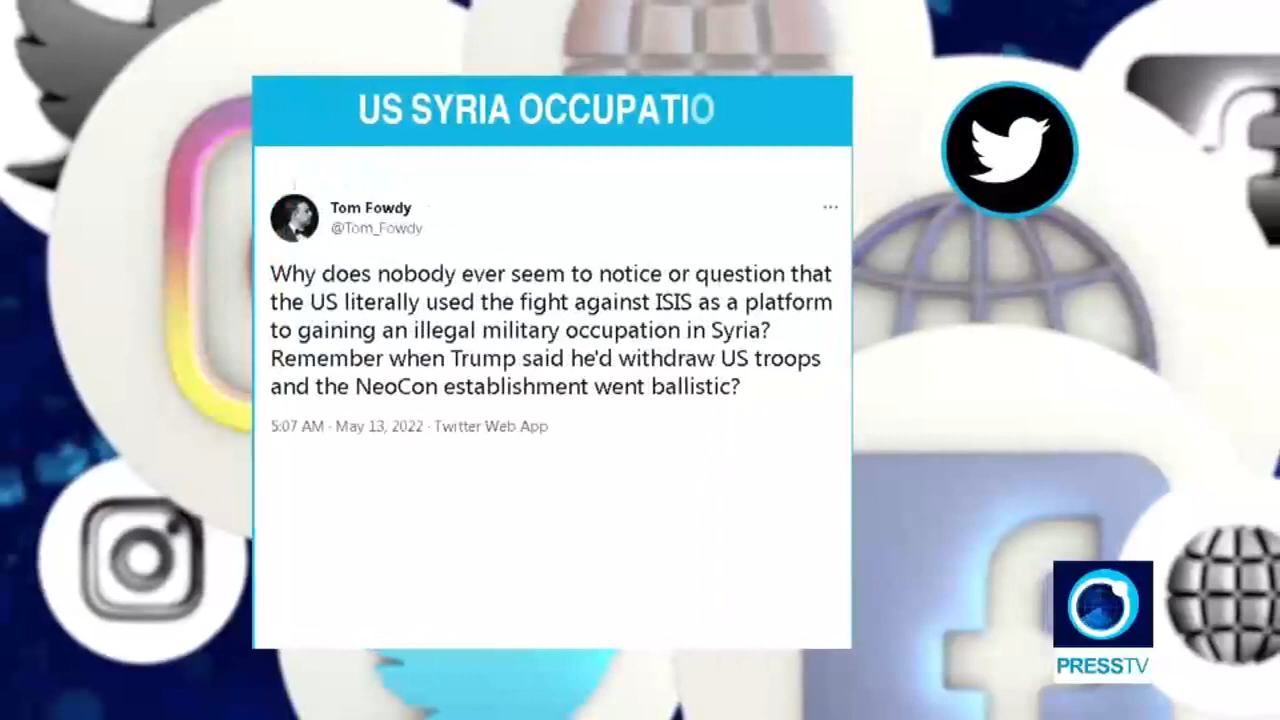 US SYRIA OCCUPATIO
Tom Fowdy
@Tom_Fowdy
Why does nobody ever seem to notice or question that
the US literally used the fight against ISIS as a platform
to gaining an illegal military occupation in Syria?
Remember when Trump said he'd withdraw US troops
and the NeoCon establishment went ballistic?
5:07 AM · May 13, 2022 · Twitter Web App
PRESSTV